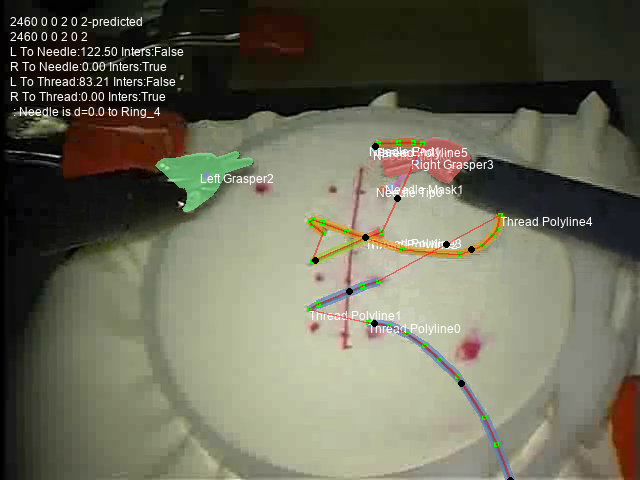 2460 0 0 2 0 2-predicted
2460 0 0 2 0 2
L To Needle:122.50 Inters:False
R To Needle:0.00 Inters:True
L To Thread:83.21 Inters:False
R To Thread:0.00 Inters:True
: Needle is d=0.0 to Ring_4
Right Grasper3
Left Grasper2
Needle Mask1
Thread Polyline4
Thread Polyline1
Thread Polyline0